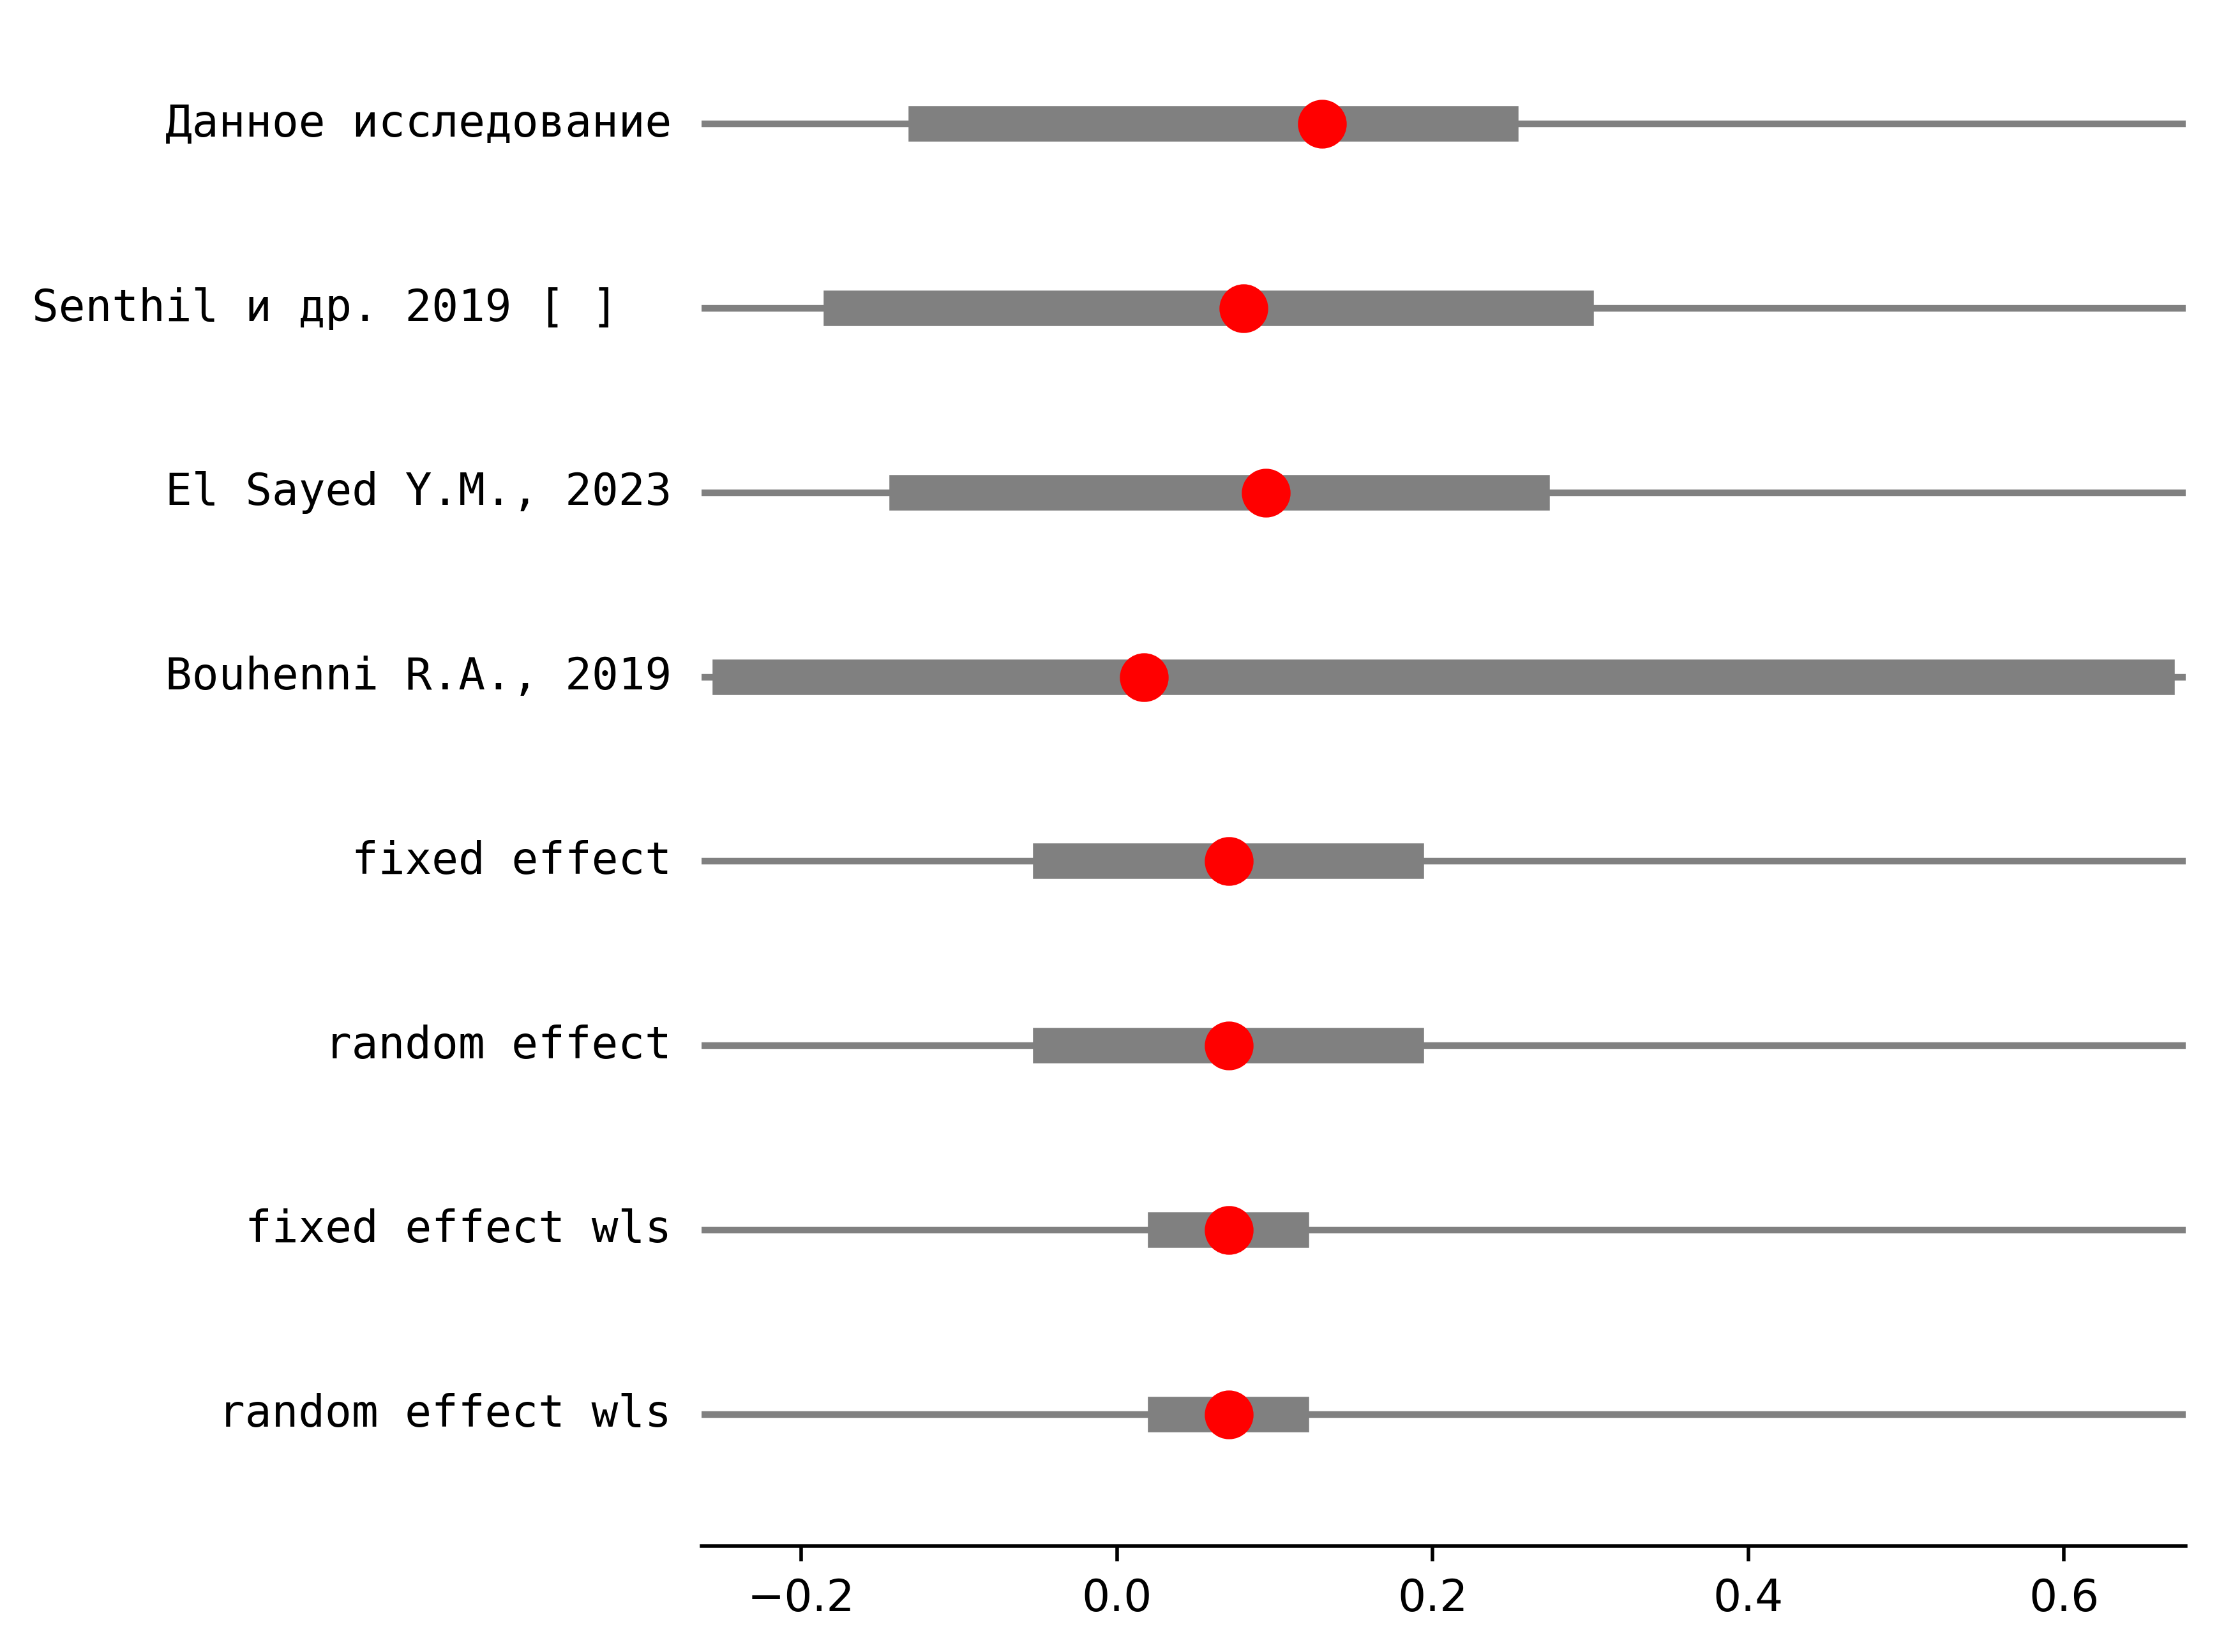 Данное исследование
Senthil и др. 2019 [ ]
El Sayed Y.M., 2023
Bouhenni R.A., 2019
fixed effect
random effect
fixed effect wls
random effect wls
−0.2 0.0 0.2 0.4 0.6